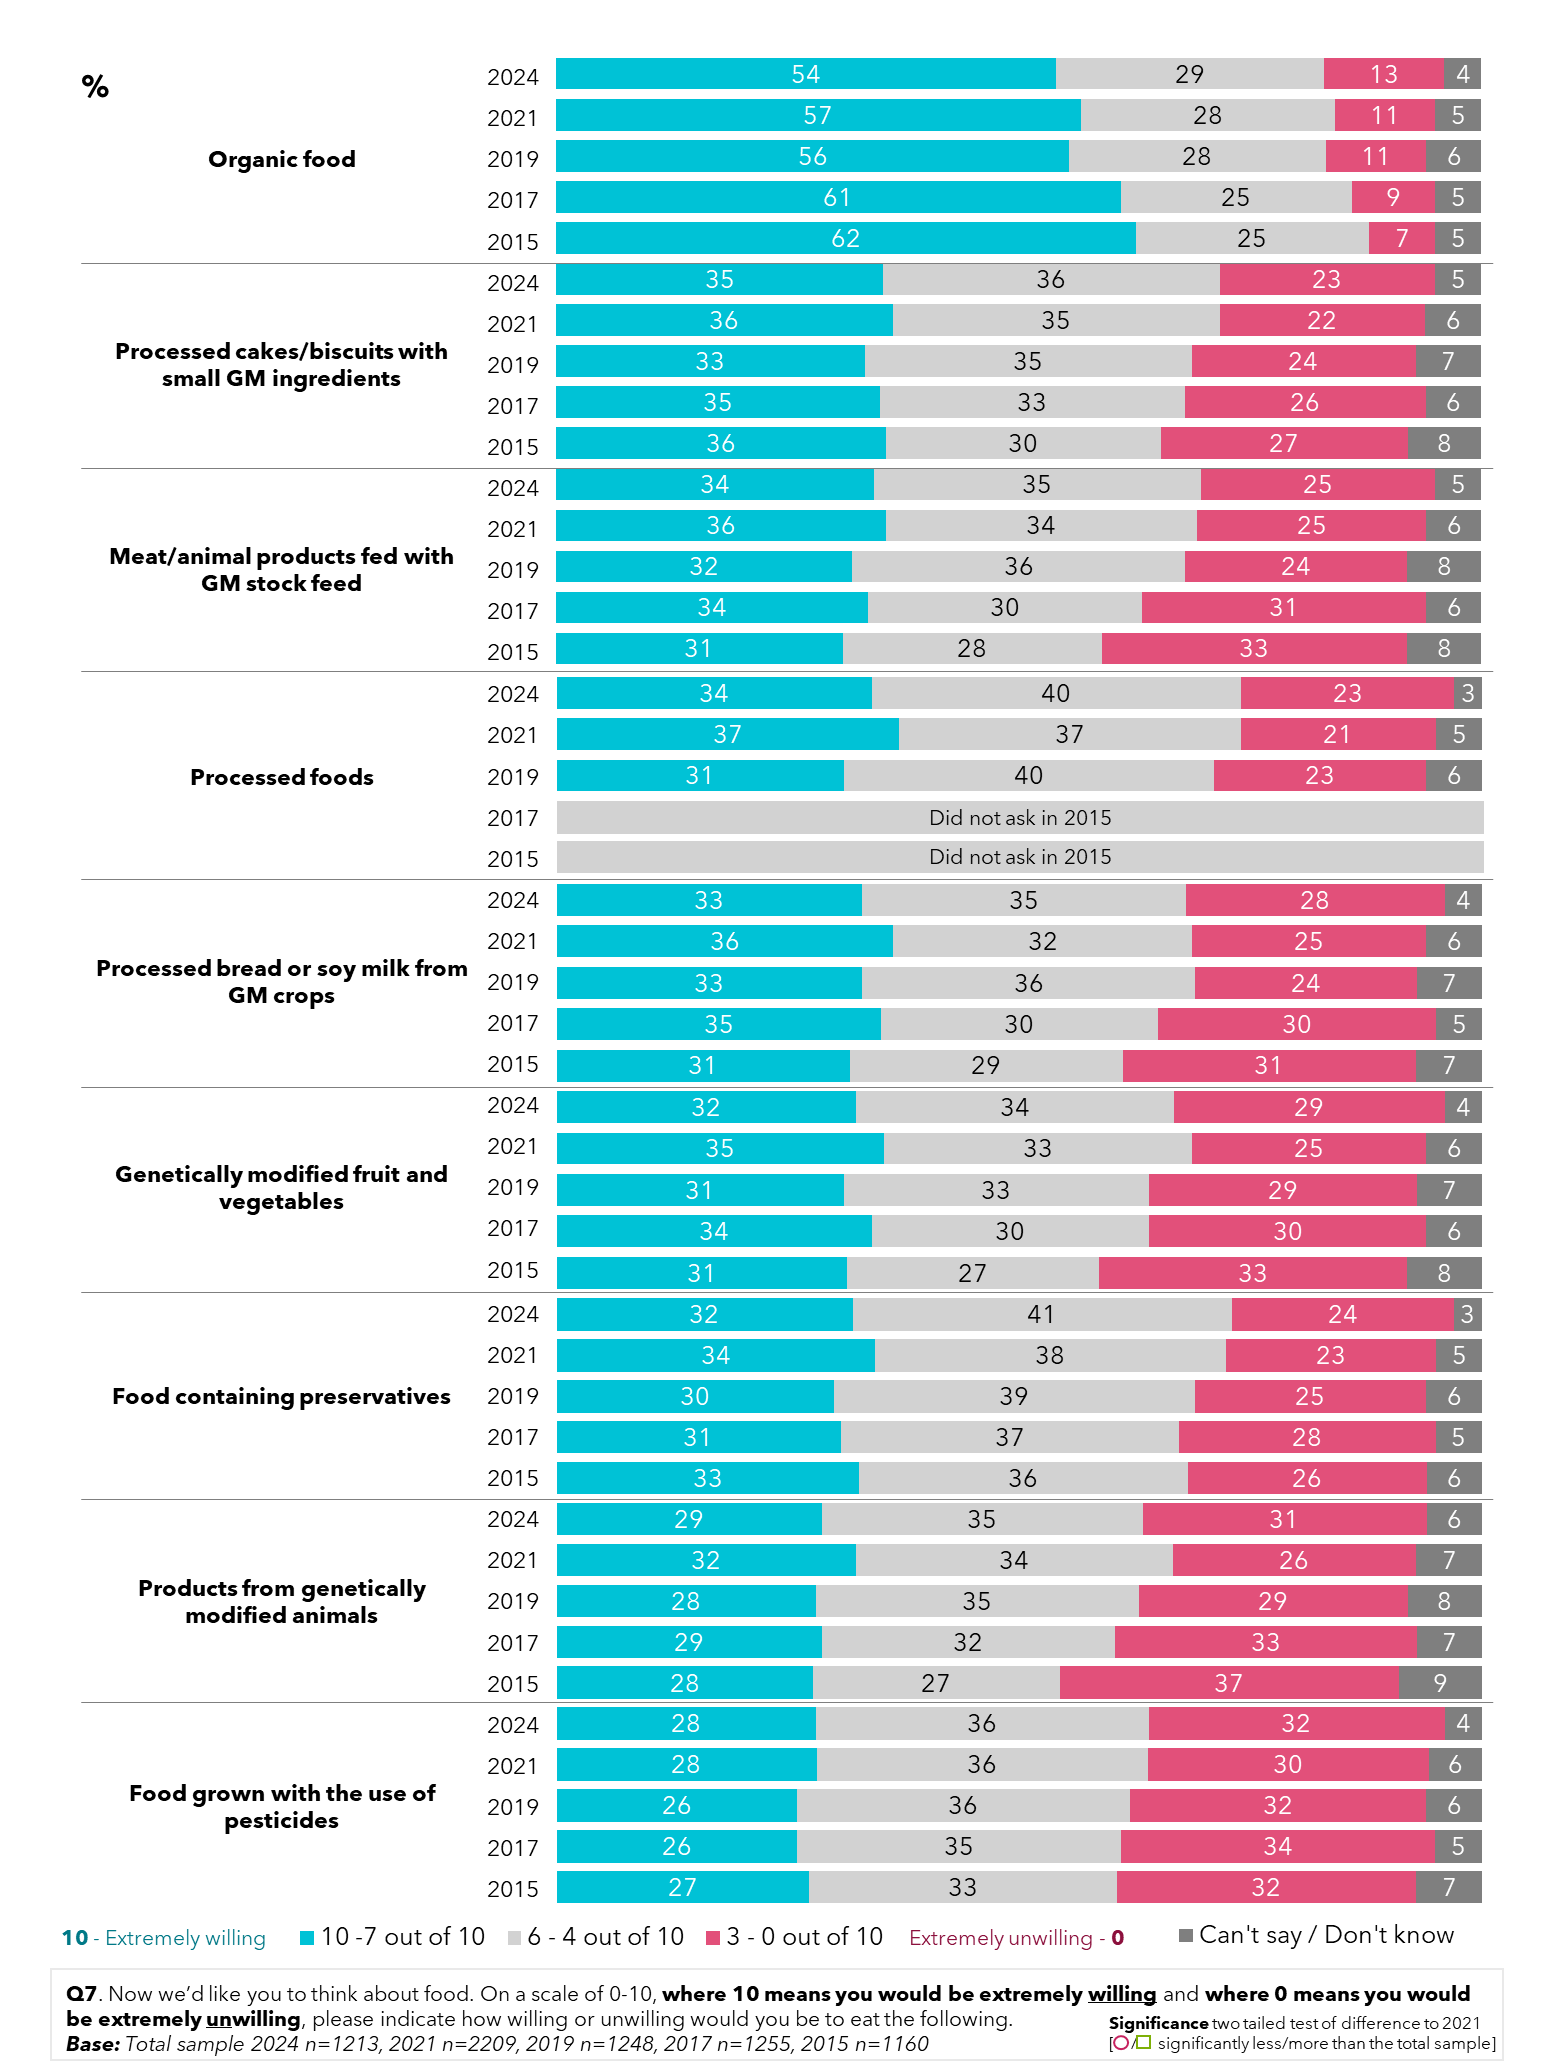 %
2024 54 29 13 4
2021 57 28 11 5
Organic food 2019 56 28 11 6
2017 61 25 9 5
2015 62 25 7 5
2024 35 36 23 5
2021 36 35 22 6
Processed cakes/biscuits with
small GM ingredients
2019 33 35 24 7
2017 35 33 26 6
2015 36 30 27 8
2024 34 35 25 5
2021 36 34 25 6
Meat/animal products fed with
GM stock feed
2019 32 36 24 8
2017 34 30 31 6
2015 31 28 33 8
2024 34 40 23 3
2021 37 37 21 5
Processed foods 2019 31 40 23 6
2017 Did not ask in 2015
2015 Did not ask in 2015
2024 33 35 28 4
2021 36 32 25 6
Processed bread or soy milk from
GM crops
2019 33 36 24 7
2017 35 30 30 5
2015 31 29 31 7
2024 32 34 29 4
2021 35 33 25 6
Genetically modified fruit and
vegetables
2019 31 33 29 7
2017 34 30 30 6
2015 31 27 33 8
2024 32 41 24 3
2021 34 38 23 5
Food containing preservatives 2019 30 39 25 6
2017 31 37 28 5
2015 33 36 26 6
2024 29 35 31 6
2021 32 34 26 7
Products from genetically
modified animals
2019 28 35 29 8
2017 29 32 33 7
2015 28 27 37 9
2024 28 36 32 4
2021 28 36 30 6
Food grown with the use of
pesticides
2019 26 36 32 6
2017 26 35 34 5
2015 27 33 32 7
10 - Extremely willing 10 -7 out of 10 6 - 4 out of 10 3 - 0 out of 10 Extremely unwilling - 0 Can't say / Don't know
Q7. Now we’d like you to think about food. On a scale of 0-10, where 10 means you would be extremely willing and where 0 means you would
be extremely unwilling, please indicate how willing or unwilling would you be to eat the following.
Base: Total sample 2024 n=1213, 2021 n=2209, 2019 n=1248, 2017 n=1255, 2015 n=1160
Significance two tailed test of difference to 2021
[ / significantly less/more than the total sample]